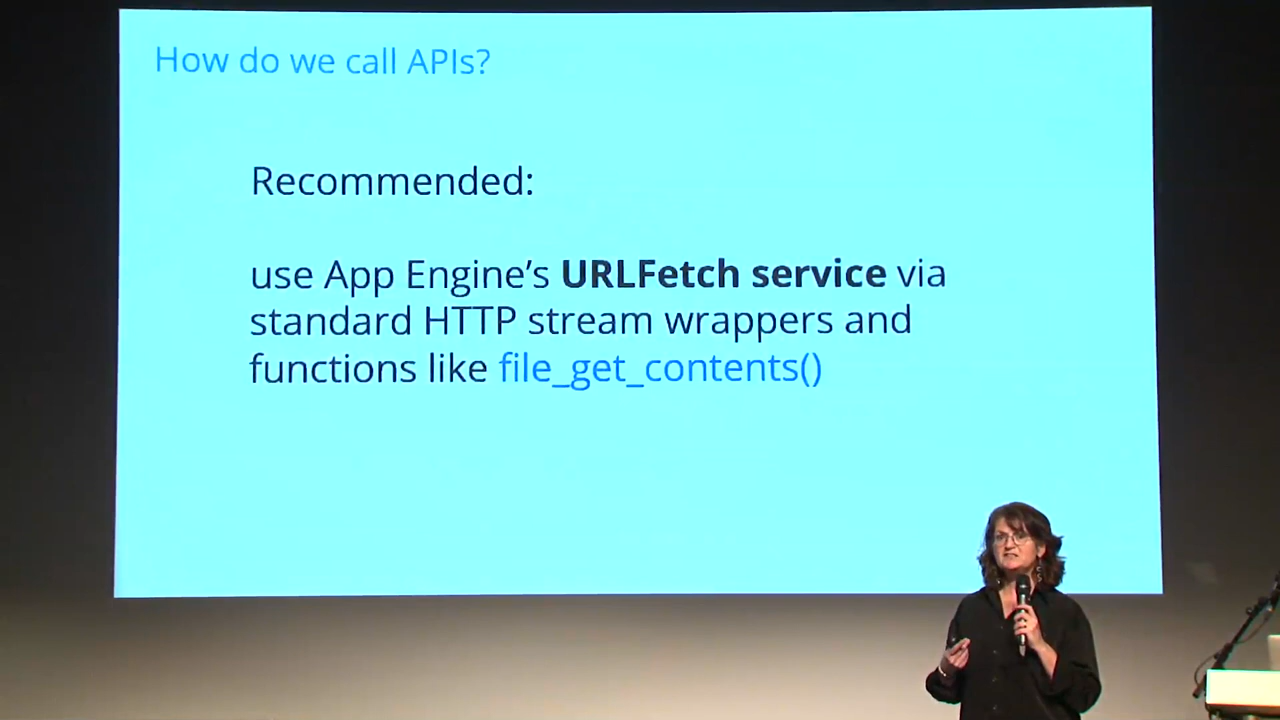 How do we call APIs?
Recommended:
use App Engine’s URLFetch service via
standard HTTP stream wrappers and
functions like file_get_contents()